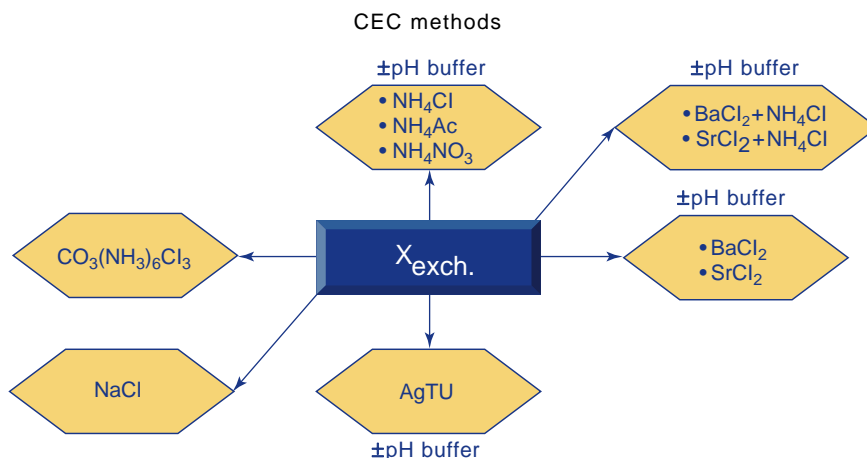 CEC methods
±pH buffer
• NH₄Cl
• NH₄Ac
• NH₄NO₃
±pH buffer
• BaCl₂+NH₄Cl
• SrCl₂+NH₄Cl
±pH buffer
• BaCl₂
• SrCl₂
CO₃(NH₃)₆Cl₃
Xexch.
NaCl
AgTU
±pH buffer